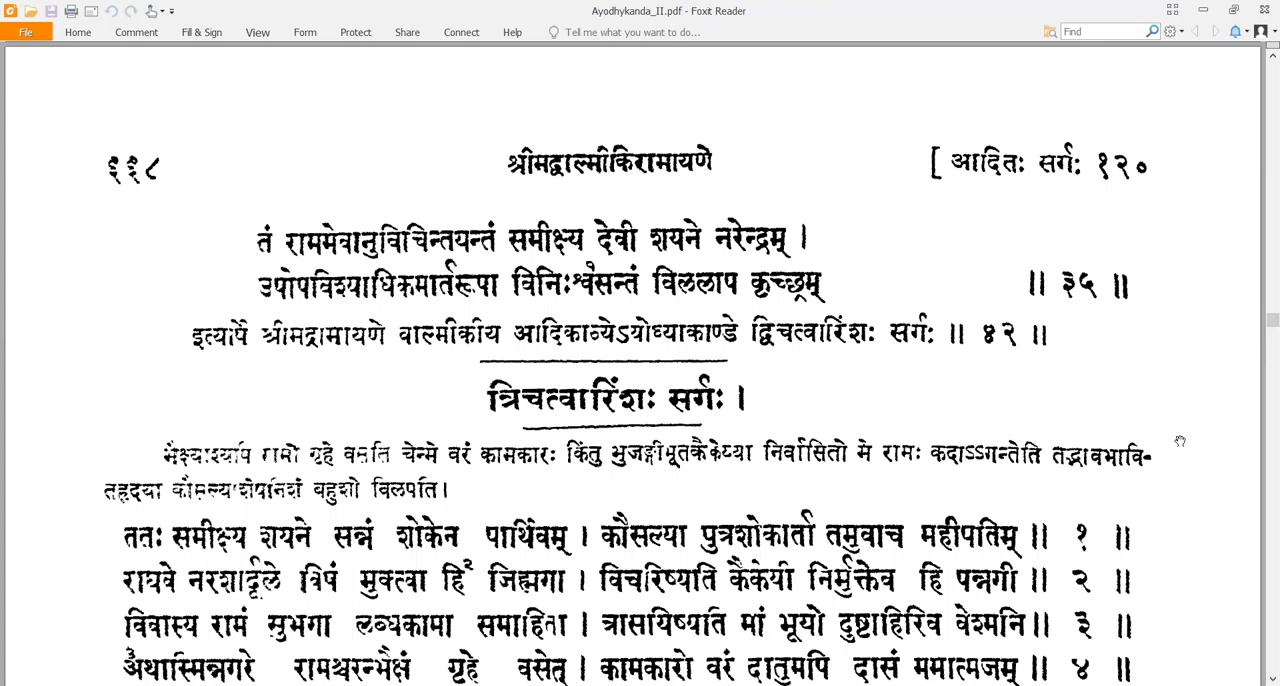 Ayodhykanda_II.pdf - Foxit Reader
File Home Comment Fill & Sign View Form Protect Share Connect Help Tell me what you want to do... Find
३३८ श्रीमद्वाल्मीकिरामायणे [ आदितः सर्गः १२०
तं राममेवानुविचिन्तयन्तं समीक्ष्य देवी शयने नरेन्द्रम् ।
उपोपविश्याधिकमार्तरूपा विनिःश्वसन्तं विललाप कृच्छ्रम् ॥ ३५ ॥
इत्यार्षे श्रीमद्रामायणे वाल्मीकीय आदिकाव्येऽयोध्याकाण्डे द्विचत्वारिंशः सर्गः ॥ ४२ ॥
त्रिचत्वारिंशः सर्गः ।
भैक्ष्याश्यपि रामो गृहे वसति चेन्मे वरं कामकारः किंतु भुजङ्गीभूतकैकेय्या निर्वासितो मे रामः कदाऽऽगन्तेति तद्भावभावि-
तहृदया बहुशो विलपति ।
ततः समीक्ष्य शयने सन्नं शोकेन पार्थिवम् । कौसल्या पुत्रशोकार्ता तमुवाच महीपतिम् ॥ १ ॥
राघवे नरशार्दूले विषं मुक्त्वा हि२ जिह्मगा । विचरिष्यति कैकेयी निर्मुक्तेव हि पन्नगी ॥ २ ॥
विवास्य रामं सुभगा लब्धकामा समाहिता । त्रासयिष्यति मां भूयो दुष्टाहिरिव वेश्मनि ॥ ३ ॥
अथास्मिन्नगरे रामश्चरन्भैक्षं गृहे वसेत् । कामकारो वरं दातुमपि दासं ममात्मजम् ॥ ४ ॥